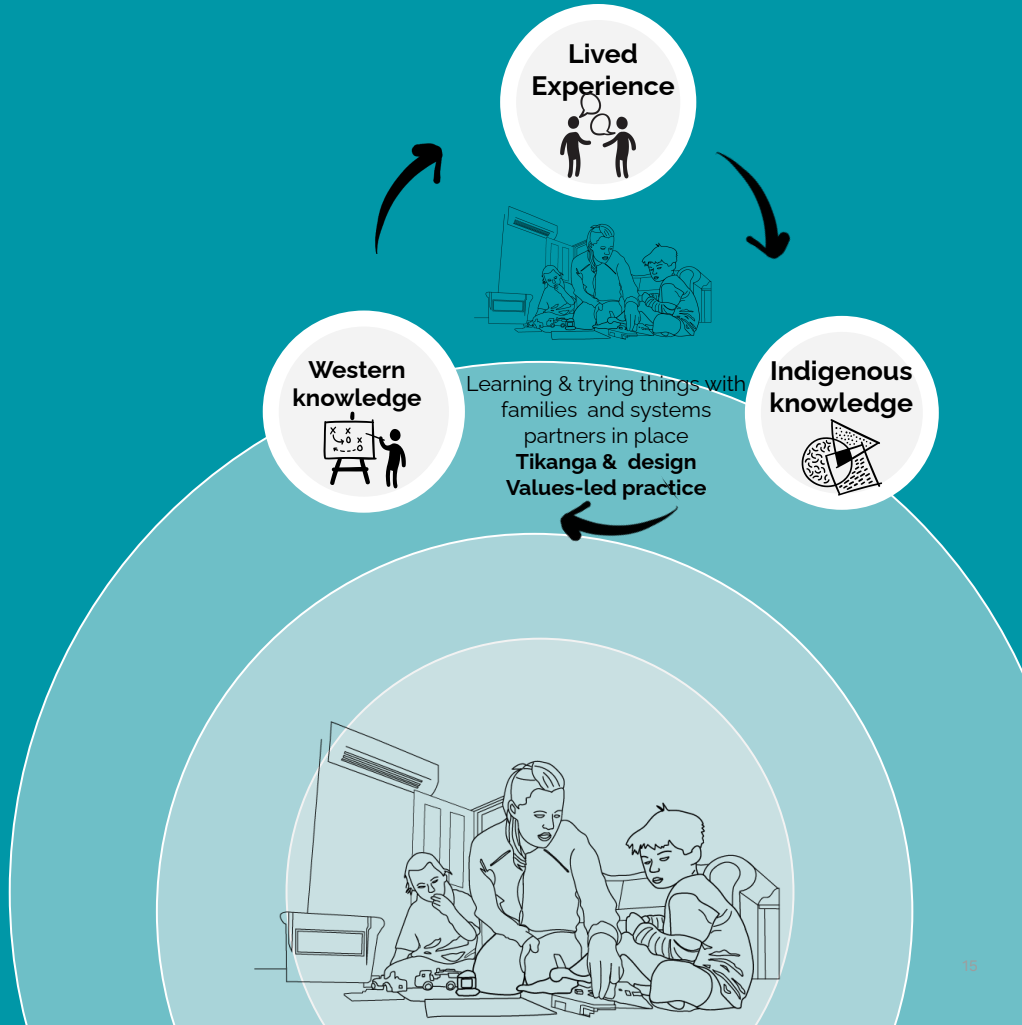 Lived
Experience
Western
knowledge
Learning & trying things with
families and systems
partners in place
Tikanga & design
Values-led practice
Indigenous
knowledge
15